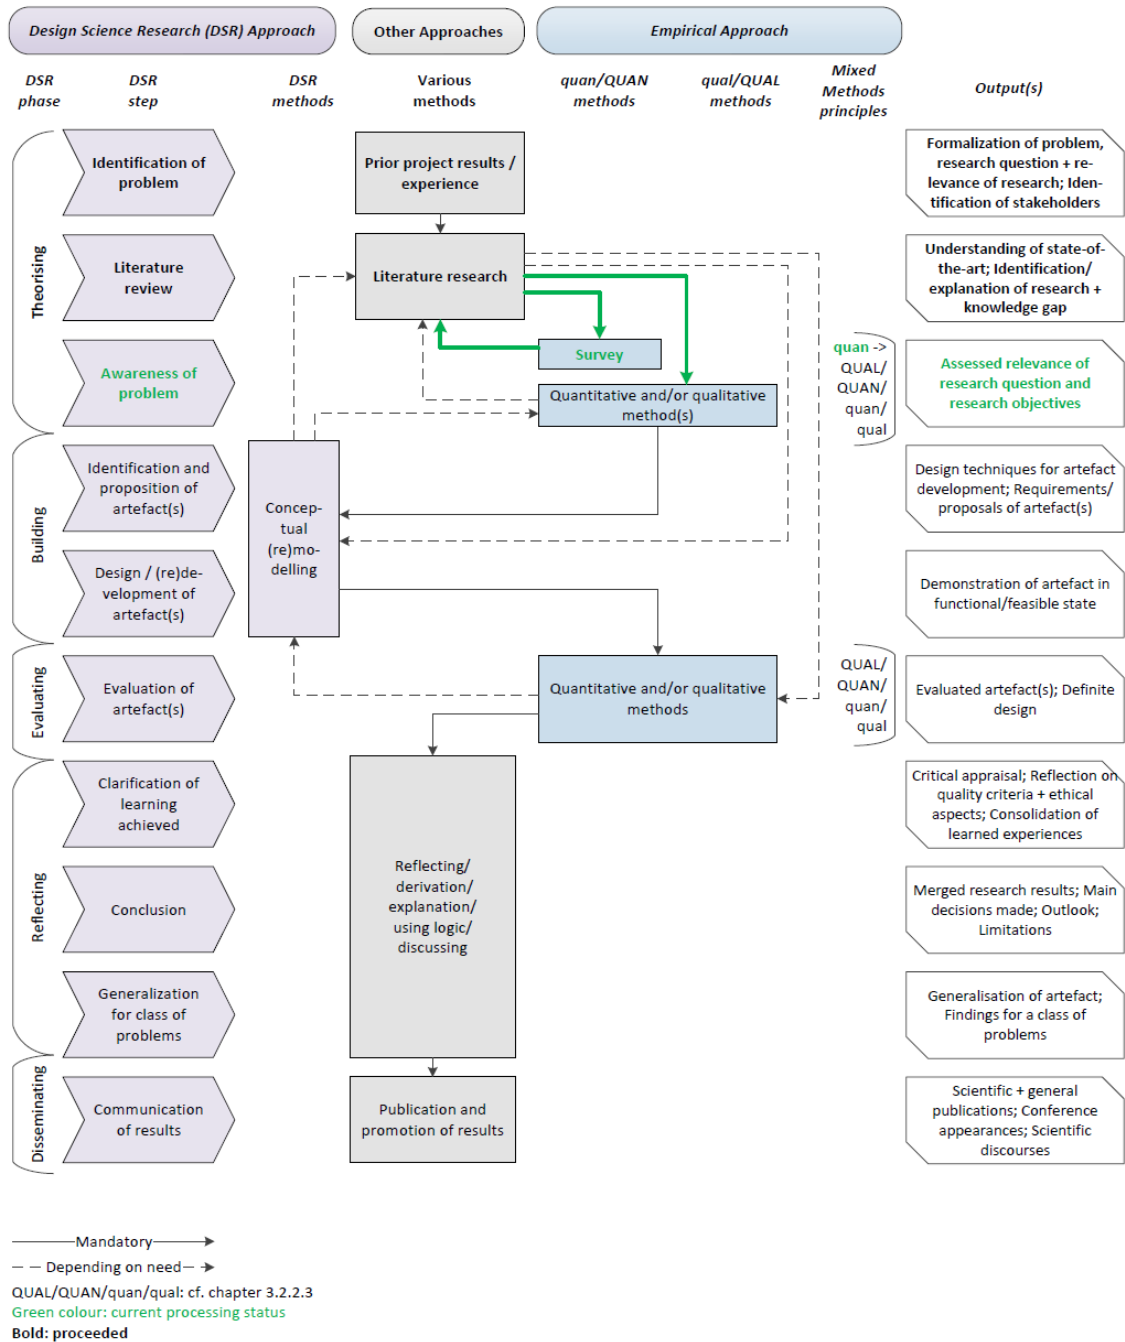 Design Science Research (DSR) Approach
Other Approaches
Empirical Approach
DSR
phase
DSR
step
DSR
methods
Various
methods
quan/QUAN
methods
qual/QUAL
methods
Mixed
Methods
principles
Output(s)
Theorising
Identification of
problem
Prior project results /
experience
Formalization of problem,
research question + re-
levance of research; Iden-
tification of stakeholders
Literature
review
Literature research
Understanding of state-of-
the-art; Identification/
explanation of research +
knowledge gap
Awareness of
problem
Survey
Quantitative and/or qualitative
method(s)
quan ->
QUAL/
QUAN/
quan/
qual
Assessed relevance of
research question and
research objectives
Building
Identification and
proposition of
artefact(s)
Concep-
tual
(re)mo-
delling
Design techniques for artefact
development; Requirements/
proposals of artefact(s)
Design / (re)de-
velopment of
artefact(s)
Demonstration of artefact in
functional/feasible state
Evaluating
Evaluation of
artefact(s)
Quantitative and/or qualitative
methods
QUAL/
QUAN/
quan/
qual
Evaluated artefact(s); Definite
design
Reflecting
Clarification of
learning
achieved
Reflecting/
derivation/
explanation/
using logic/
discussing
Critical appraisal; Reflection on
quality criteria + ethical
aspects; Consolidation of
learned experiences
Conclusion
Merged research results; Main
decisions made; Outlook;
Limitations
Generalization
for class of
problems
Generalisation of artefact;
Findings for a class of
problems
Disseminating
Communication
of results
Publication and
promotion of results
Scientific + general
publications; Conference
appearances; Scientific
discourses
Mandatory
Depending on need
QUAL/QUAN/quan/qual: cf. chapter 3.2.2.3
Green colour: current processing status
Bold: proceeded